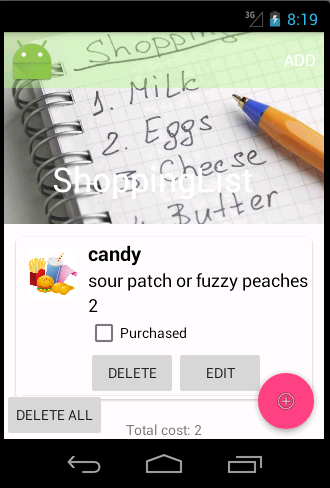 3G 8:19
Shopping
ADD
1. Milk
2. Eggs
3. Cheese
ShoppingList
4. Butter
candy
sour patch or fuzzy peaches
2
Purchased
DELETE EDIT
DELETE ALL
Total cost: 2